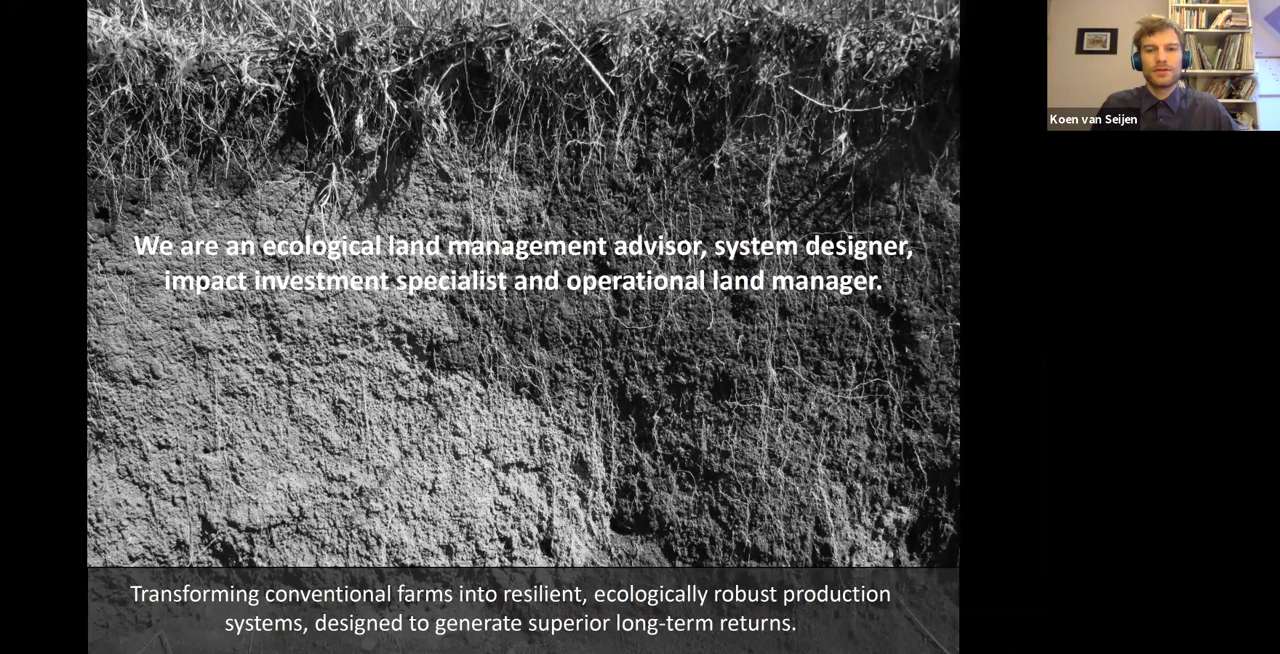 We are an ecological land management advisor, system designer,
impact investment specialist and operational land manager.
Transforming conventional farms into resilient, ecologically robust production
systems, designed to generate superior long-term returns.
Koen van Seijen